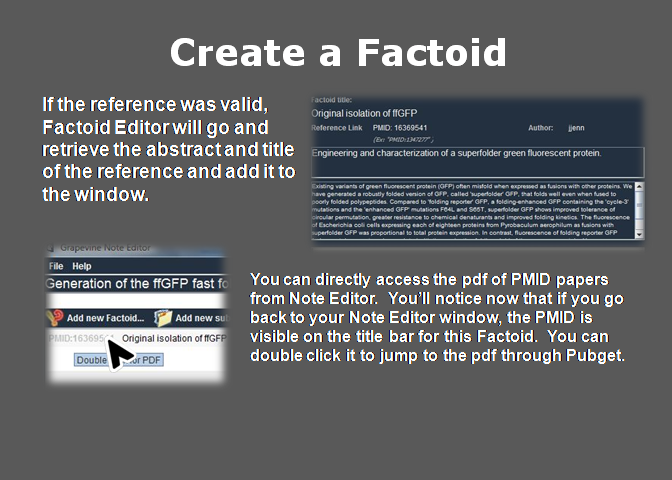 Create a Factoid
If the reference was valid,
Factoid Editor will go and
retrieve the abstract and title
of the reference and add it to
the window.
Factoid title:
Original isolation of ffGFP
Reference Link PMID: 16369541 Author: jjenn
(Ex: "PMID:1347277")
Engineering and characterization of a superfolder green fluorescent protein.
Existing variants of green fluorescent protein (GFP) often misfold when expressed as fusions with other proteins. We
have generated a robustly folded version of GFP, called 'superfolder' GFP, that folds well even when fused to
poorly folded polypeptides. Compared to 'folding reporter' GFP, a folding-enhanced GFP containing the 'cycle-3'
mutations and the 'enhanced GFP' mutations F64L and S65T, superfolder GFP shows improved tolerance of
circular permutation, greater resistance to chemical denaturants and improved folding kinetics. The fluorescence
of Escherichia coli cells expressing each of eighteen proteins from Pyrobaculum aerophilum as fusions with
superfolder GFP was proportional to total protein expression. In contrast, fluorescence of folding reporter GFP
Grapevine Note Editor
File Help
Generation of the ffGFP fast fo
Add new Factoid... Add new su
PMID:1636954 Original isolation of ffGFP
Double or PDF
You can directly access the pdf of PMID papers
from Note Editor. You'll notice now that if you go
back to your Note Editor window, the PMID is
visible on the title bar for this Factoid. You can
double click it to jump to the pdf through Pubget.